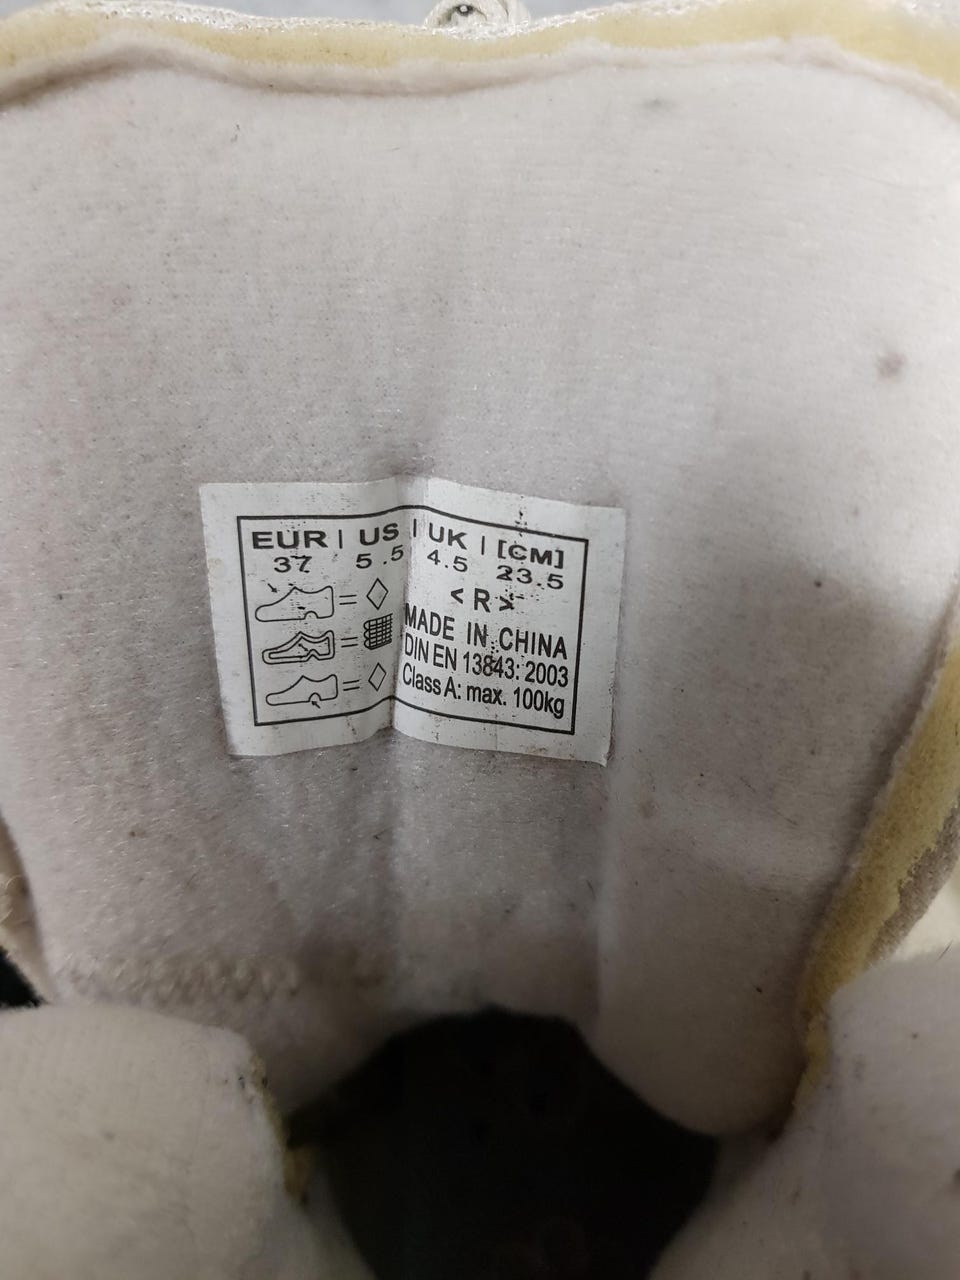 EUR | US | UK | [CM]
37 5.5 4.5 23.5
< R >
MADE IN CHINA
DIN EN 13843: 2003
Class A: max. 100kg